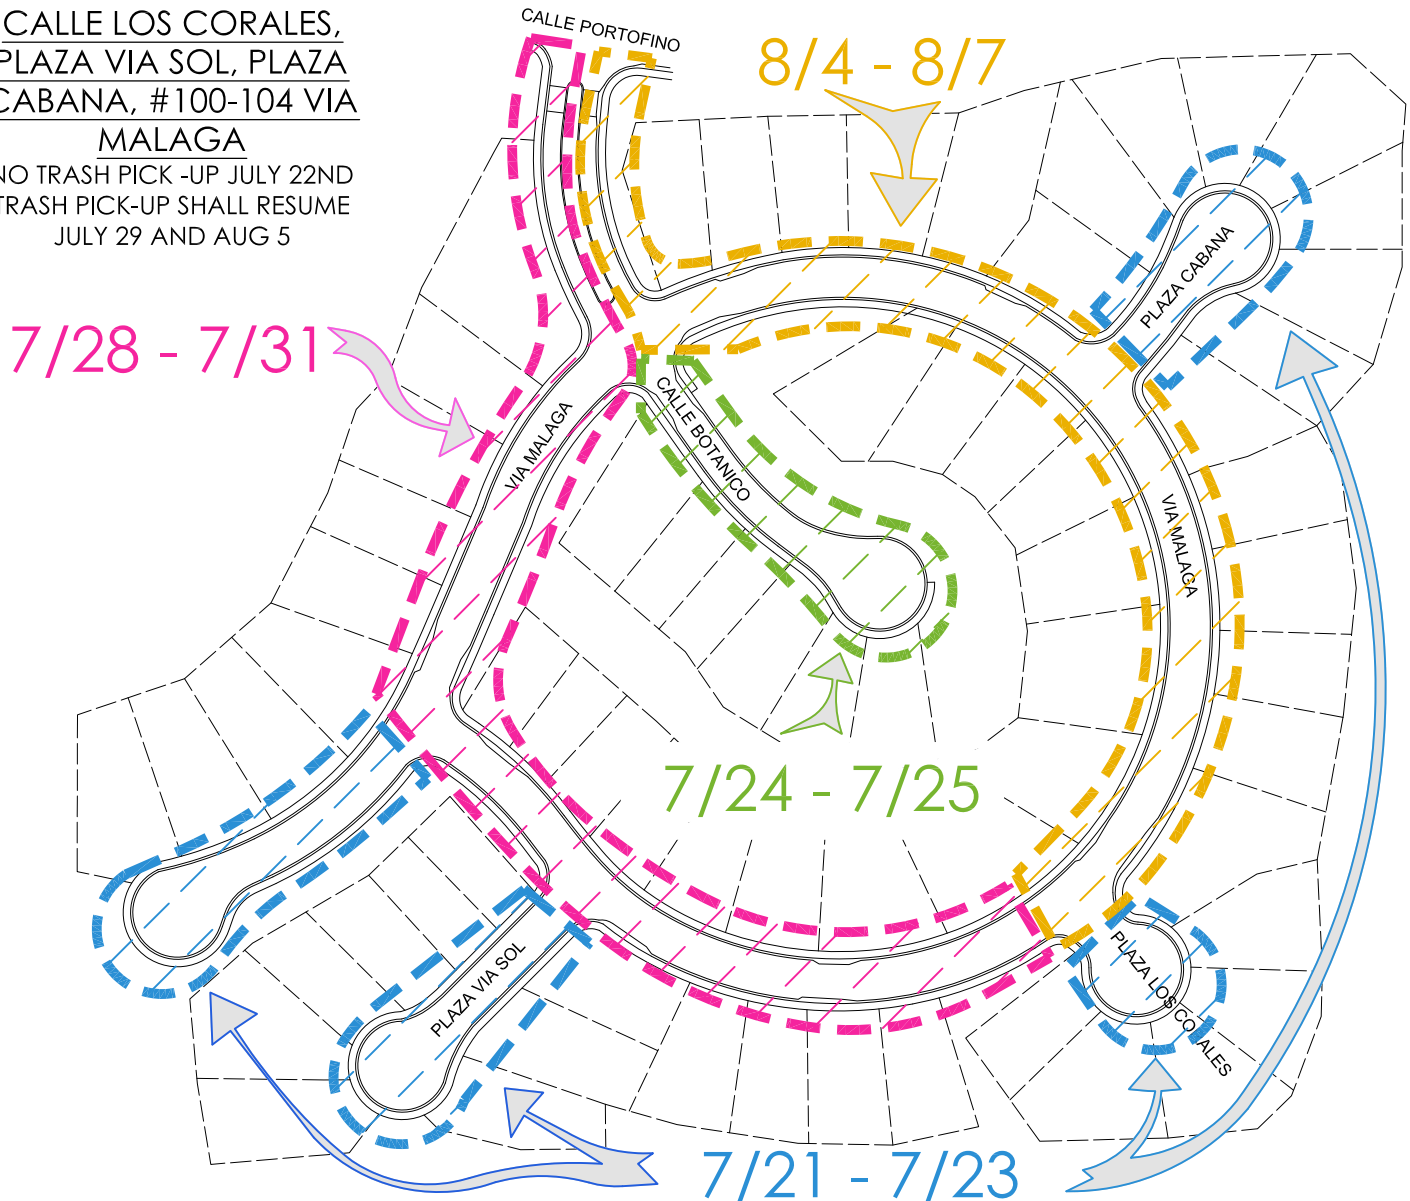 CALLE LOS CORALES,
PLAZA VIA SOL, PLAZA
CABANA, #100-104 VIA
MALAGA
NO TRASH PICK -UP JULY 22ND
TRASH PICK-UP SHALL RESUME
JULY 29 AND AUG 5
CALLE PORTOFINO
8/4 - 8/7
PLAZA CABANA
7/28 - 7/31
VIA MALAGA
CALLE BOTANICO
VIA MALAGA
7/24 - 7/25
PLAZA VIA SOL
PLAZA LOS CORALES
7/21 - 7/23